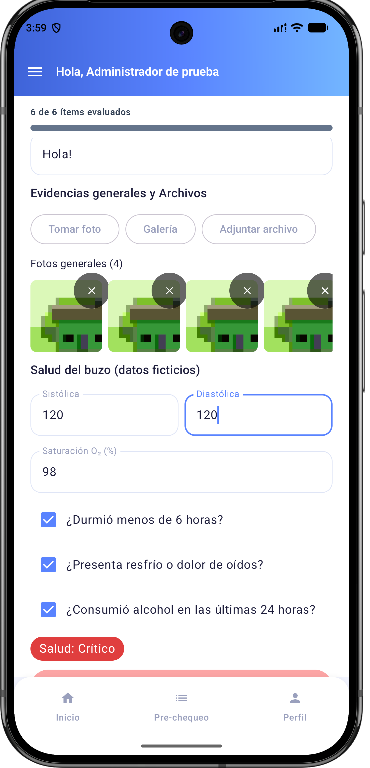 3:59
Hola, Administrador de prueba
6 de 6 ítems evaluados
Hola!
Evidencias generales y Archivos
Tomar foto Galería Adjuntar archivo
Fotos generales (4)
Salud del buzo (datos ficticios)
Sistólica Diastólica
120 120
Saturación O₂ (%)
98
¿Durmió menos de 6 horas?
¿Presenta resfrío o dolor de oídos?
¿Consumió alcohol en las últimas 24 horas?
Salud: Crítico
Inicio Pre-chequeo Perfil